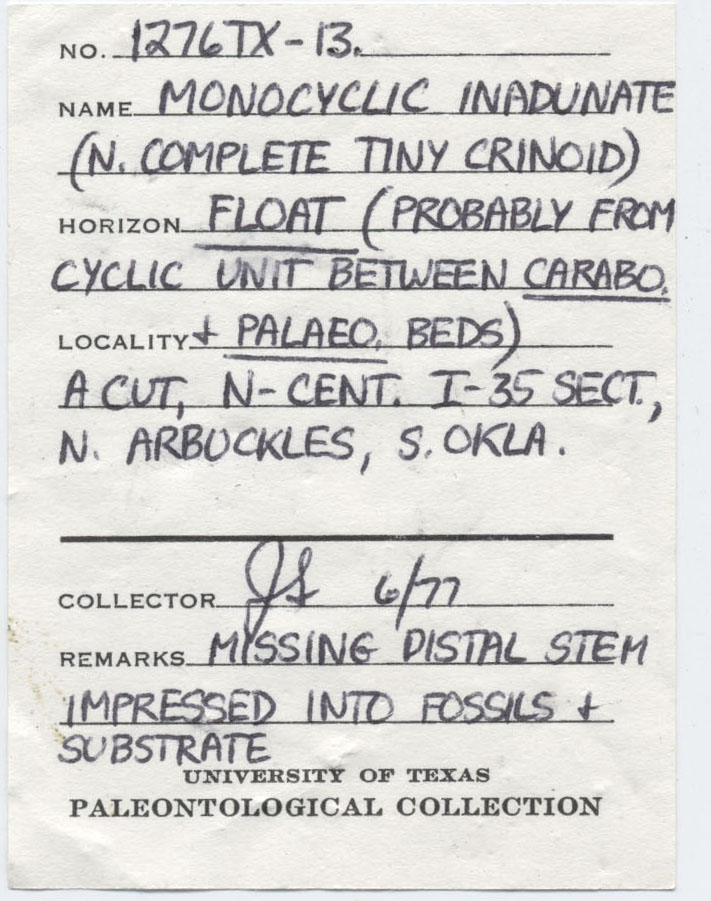 NO. 1276TX-13.
NAME MONOCYCLIC INADUNATE
(N. COMPLETE TINY CRINOID)
HORIZON FLOAT (PROBABLY FROM
CYCLIC UNIT BETWEEN CARABO.
LOCALITY + PALAEO. BEDS)
A CUT, N-CENT. I-35 SECT.,
N. ARBUCKLES, S. OKLA.
COLLECTOR JS 6/77
REMARKS MISSING DISTAL STEM
IMPRESSED INTO FOSSILS +
SUBSTRATE
UNIVERSITY OF TEXAS
PALEONTOLOGICAL COLLECTION